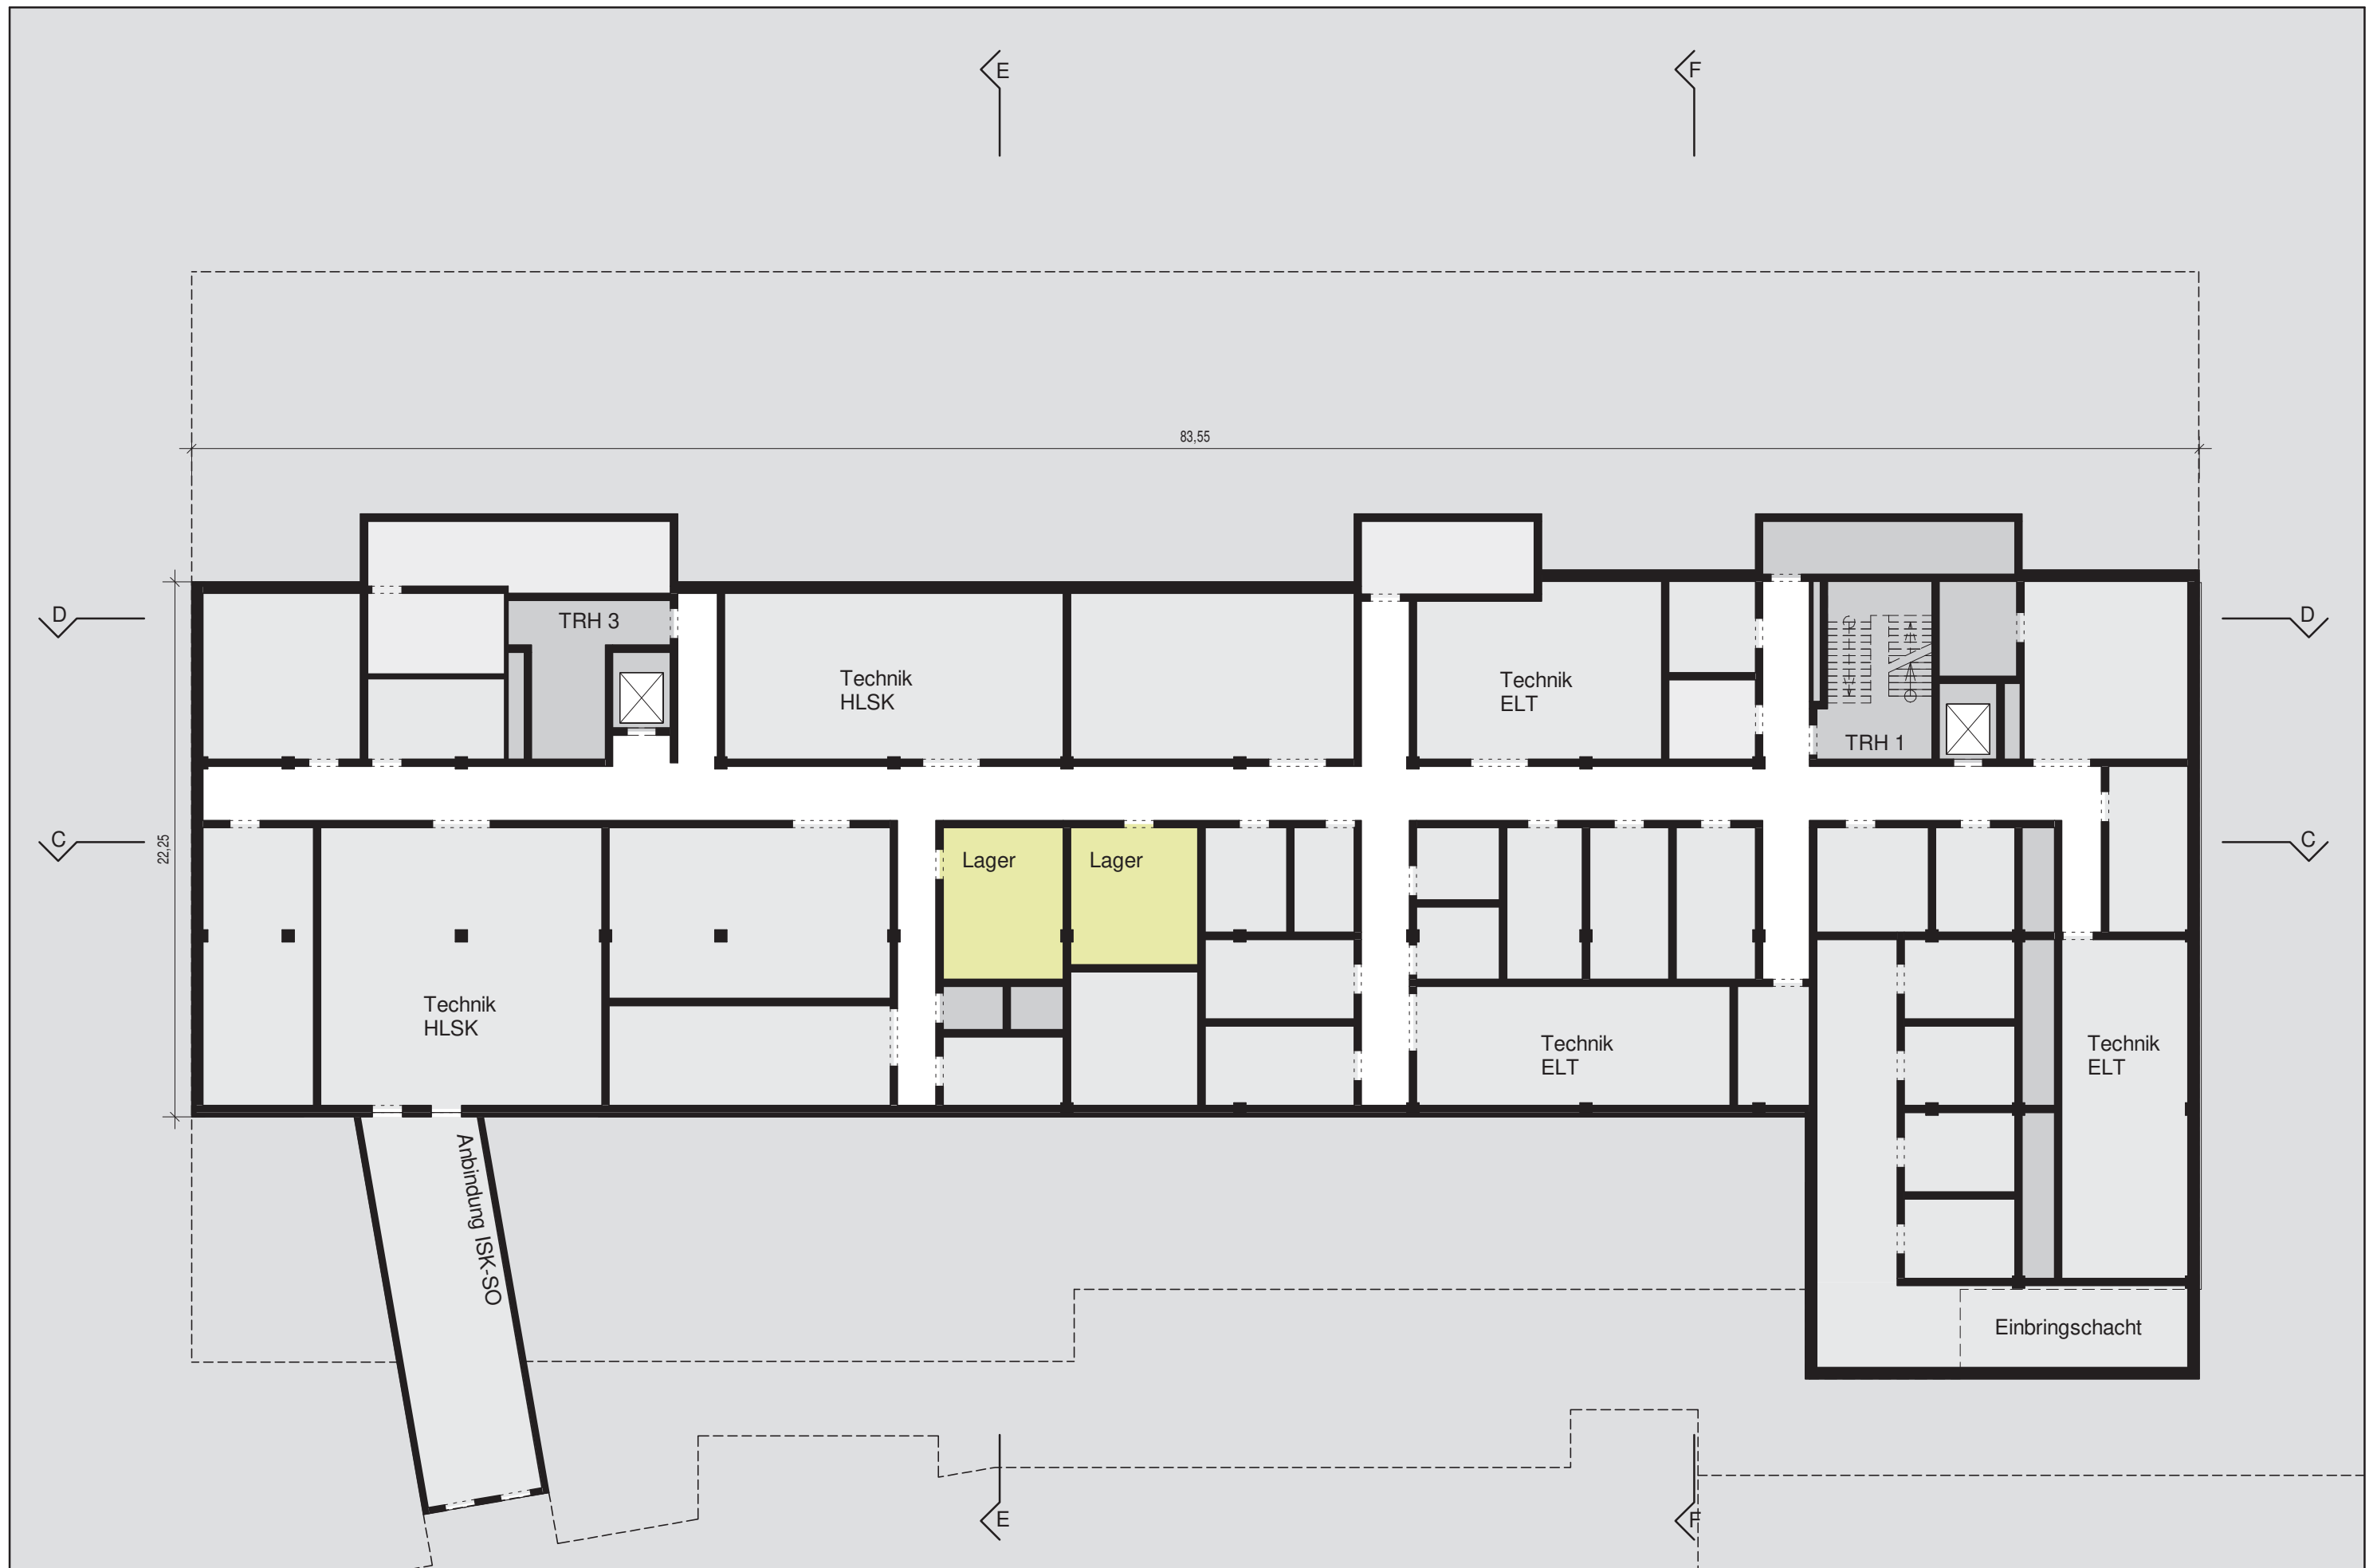 E
F
83,55
D
TRH 3
D
Technik
HLSK
Technik
ELT
TRH 1
C
22,25
Lager
Lager
C
Technik
HLSK
Technik
ELT
Technik
ELT
Anbindung ISK-SO
Einbringschacht
E
F